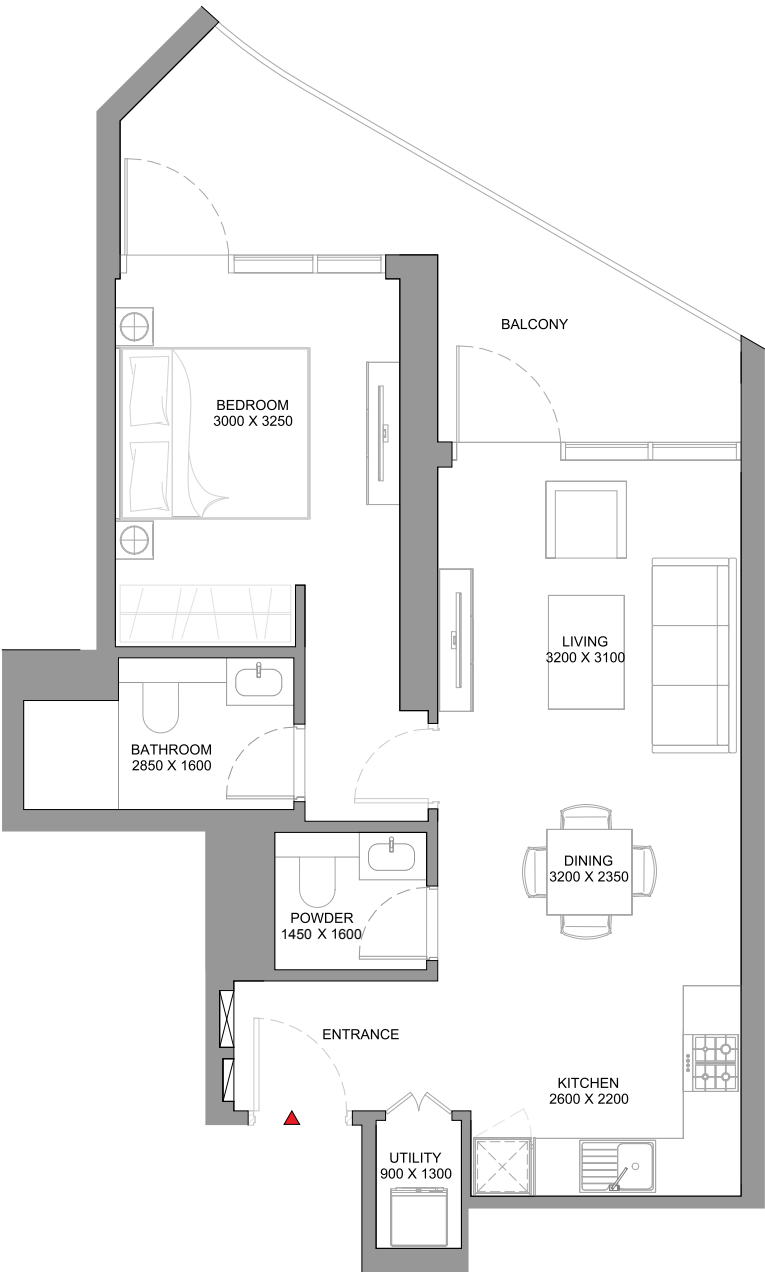 BALCONY
BEDROOM
3000 X 3250
LIVING
3200 X 3100
BATHROOM
2850 X 1600
DINING
3200 X 2350
POWDER
1450 X 1600
ENTRANCE
KITCHEN
2600 X 2200
UTILITY
900 X 1300